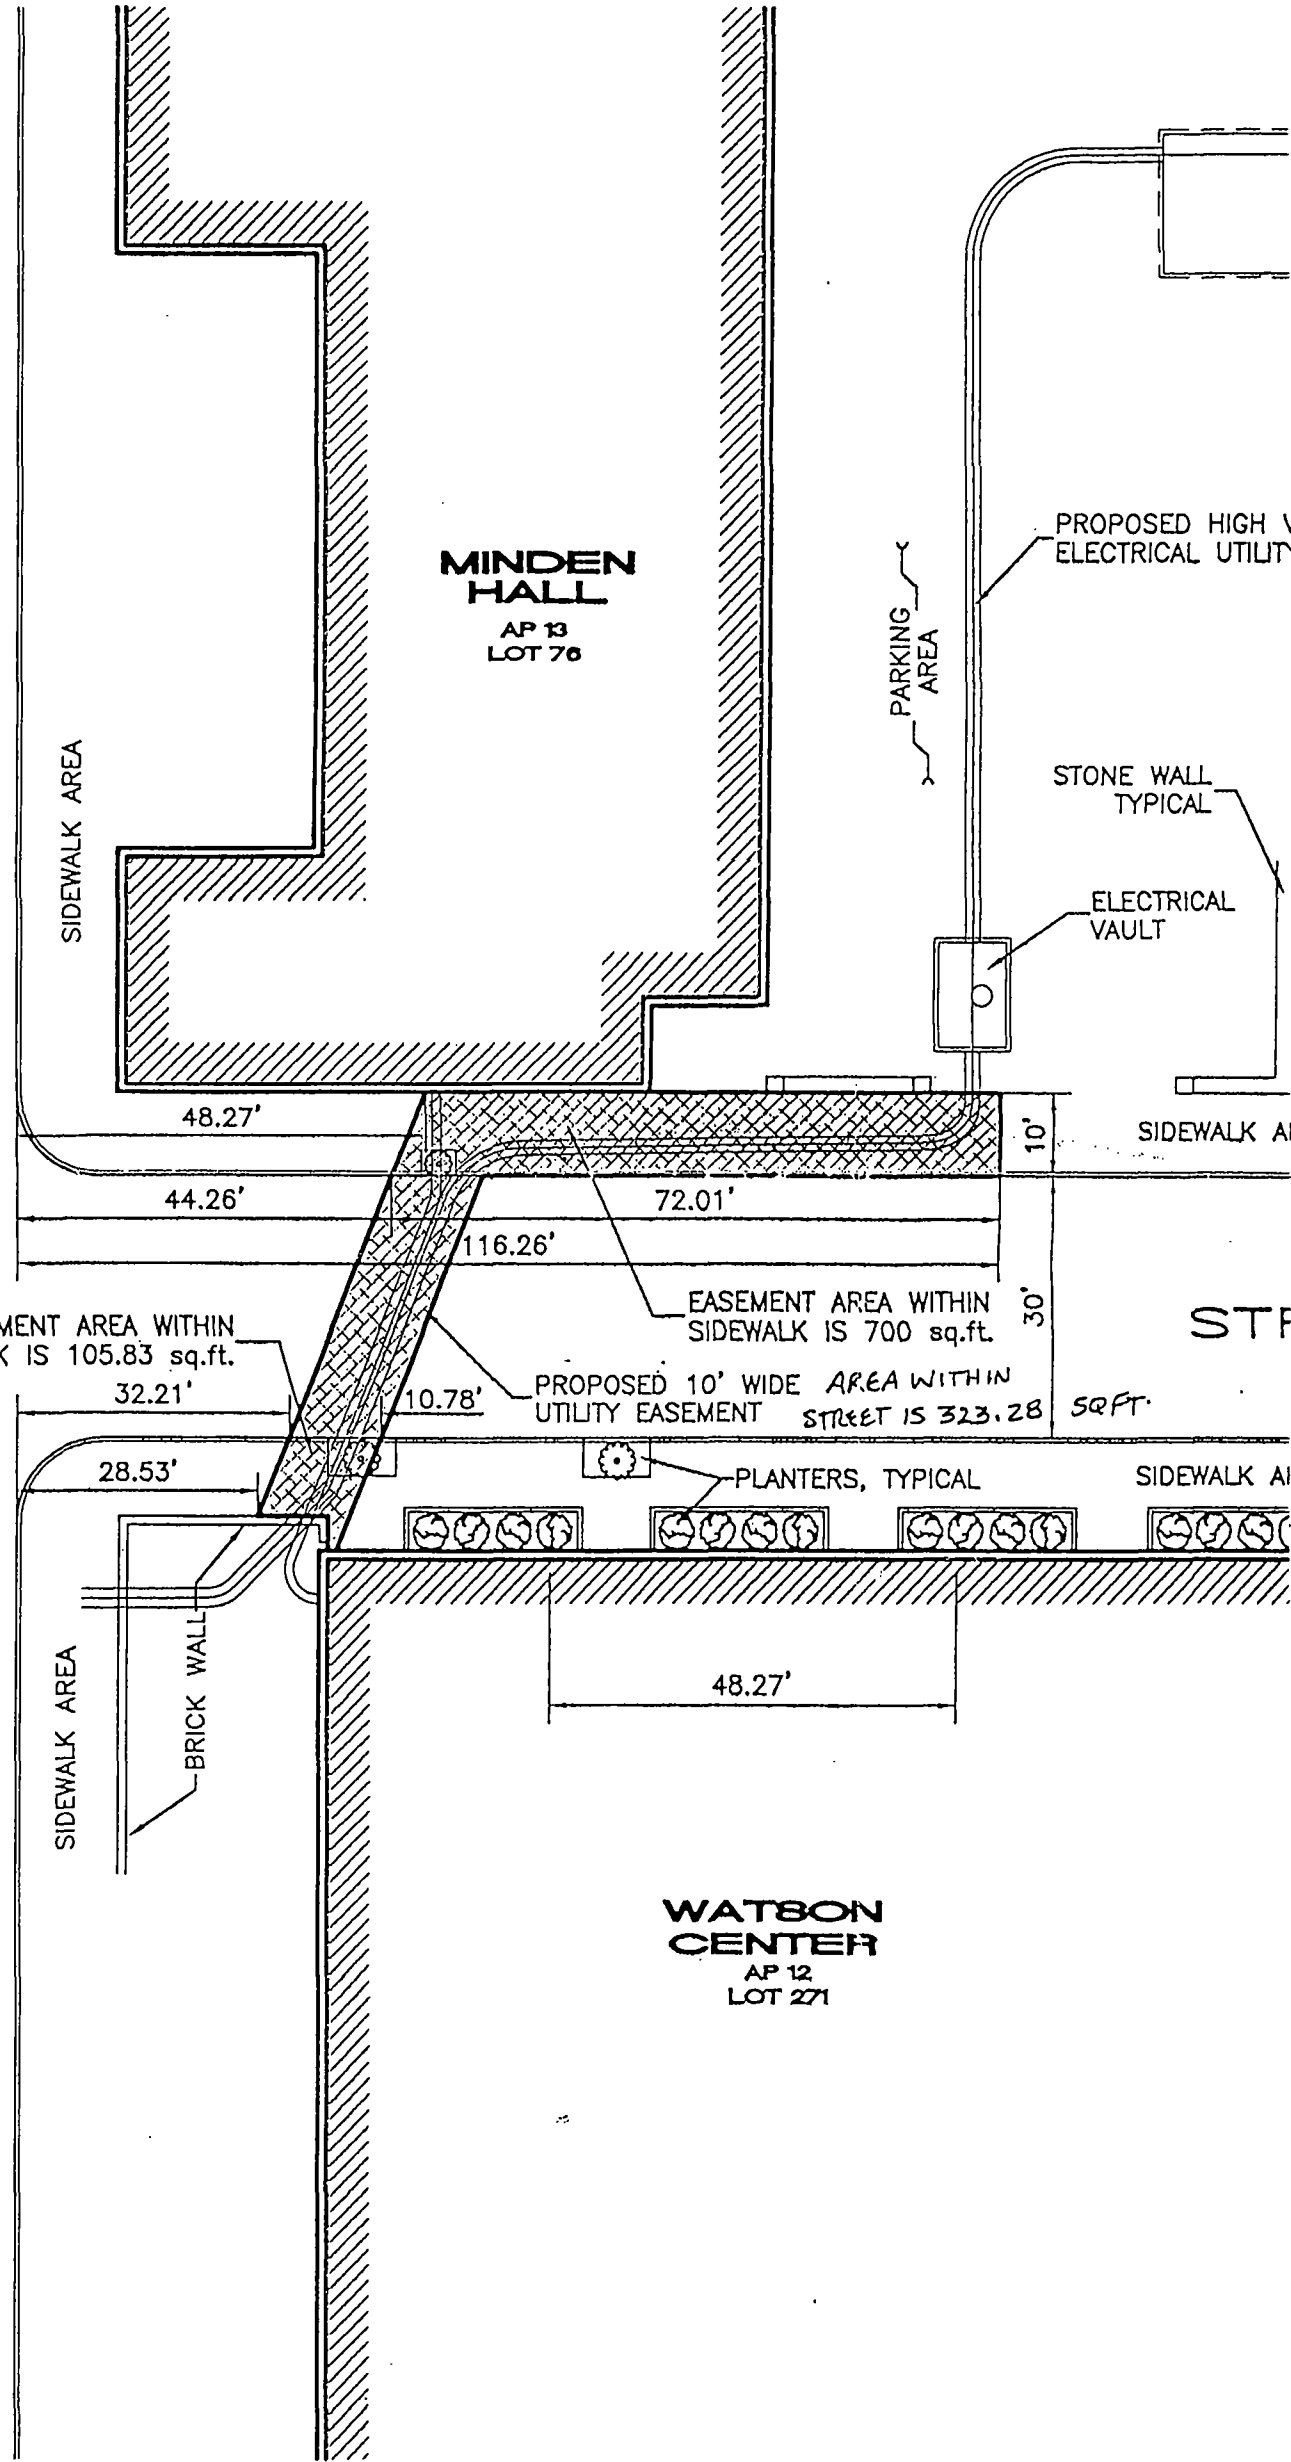 MINDEN
HALL
AP 13
LOT 76
PROPOSED HIGH V
ELECTRICAL UTILITY
PARKING
AREA
STONE WALL
TYPICAL
SIDEWALK AREA
ELECTRICAL
VAULT
48.27'
10'
SIDEWALK A
44.26'
72.01'
116.26'
EASEMENT AREA WITHIN
SIDEWALK IS 700 sq.ft.
30'
ST
MENT AREA WITHIN
K IS 105.83 sq.ft.
32.21'
10.78'
PROPOSED 10' WIDE
UTILITY EASEMENT
AREA WITHIN
STREET IS 323.28 SQFT.
28.53'
PLANTERS, TYPICAL
SIDEWALK A
SIDEWALK AREA
BRICK WALL
48.27'
WATSON
CENTER
AP 12
LOT 271